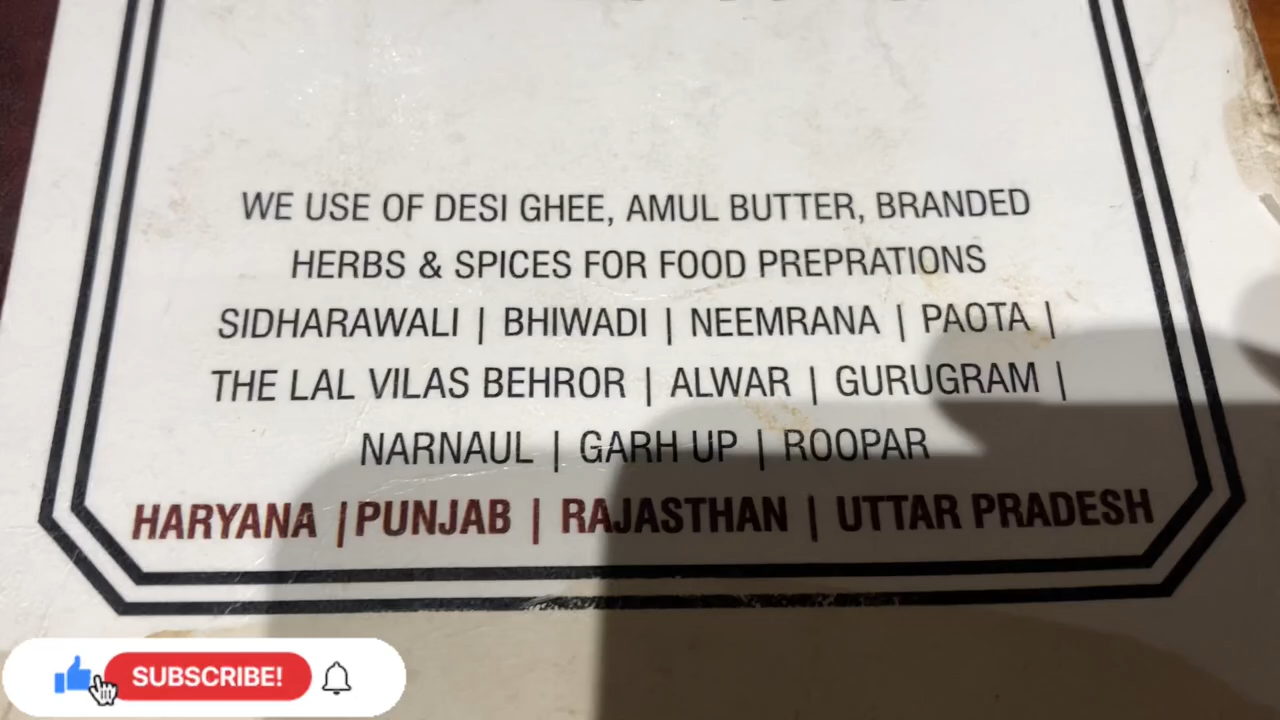 WE USE OF DESI GHEE, AMUL BUTTER, BRANDED
HERBS & SPICES FOR FOOD PREPRATIONS
SIDHARAWALI | BHIWADI | NEEMRANA | PAOTA |
THE LAL VILAS BEHROR | ALWAR | GURUGRAM |
NARNAUL | GARH UP | ROOPAR
HARYANA | PUNJAB | RAJASTHAN | UTTAR PRADESH
SUBSCRIBE!